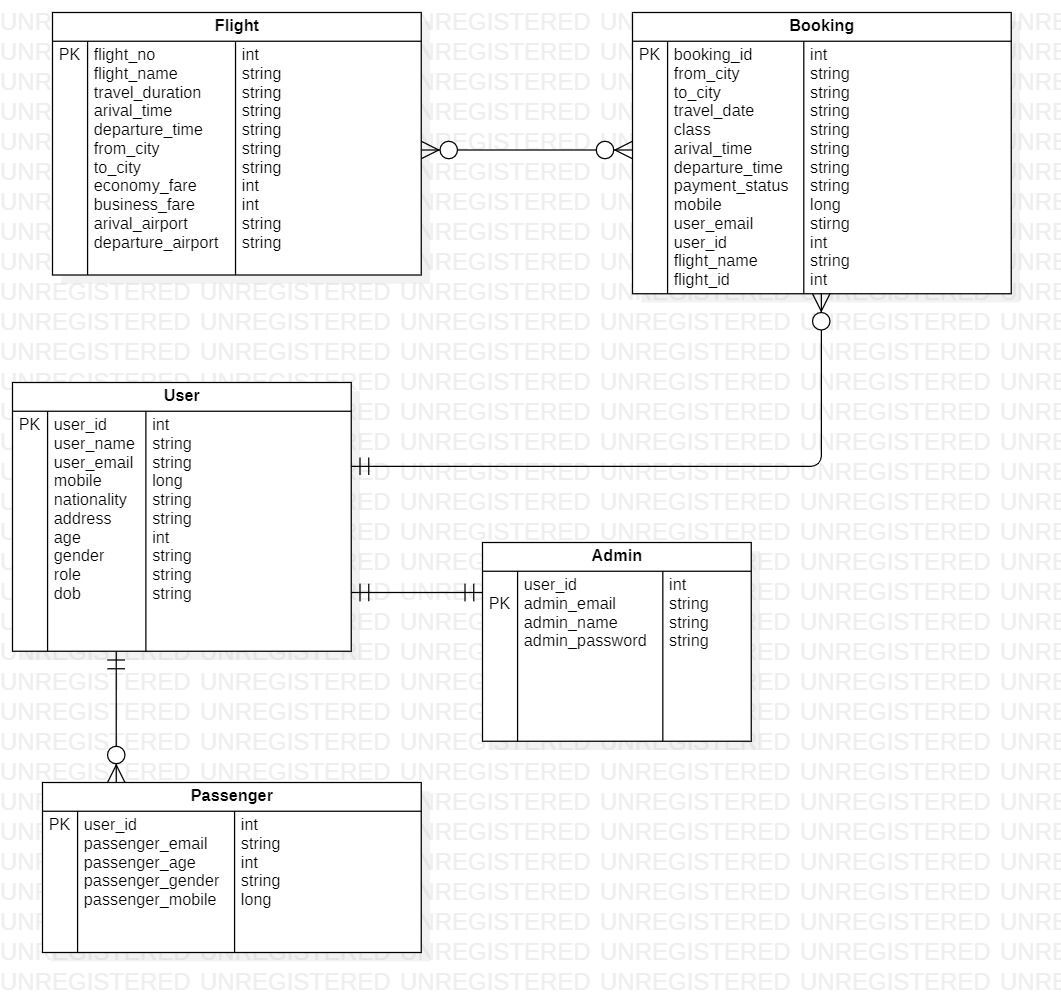 Flight
PK flight_no int
flight_name string
travel_duration string
arival_time string
departure_time string
from_city string
to_city string
economy_fare int
business_fare int
arival_airport string
departure_airport string
Booking
PK booking_id int
from_city string
to_city string
travel_date string
class string
arival_time string
departure_time string
payment_status string
mobile long
user_email stirng
user_id int
flight_name string
flight_id int
User
PK user_id int
user_name string
user_email string
mobile long
nationality string
address string
age int
gender string
role string
dob string
Admin
user_id int
PK admin_email string
admin_name string
admin_password string
Passenger
PK user_id int
passenger_email string
passenger_age int
passenger_gender string
passenger_mobile long
UNREGISTERED